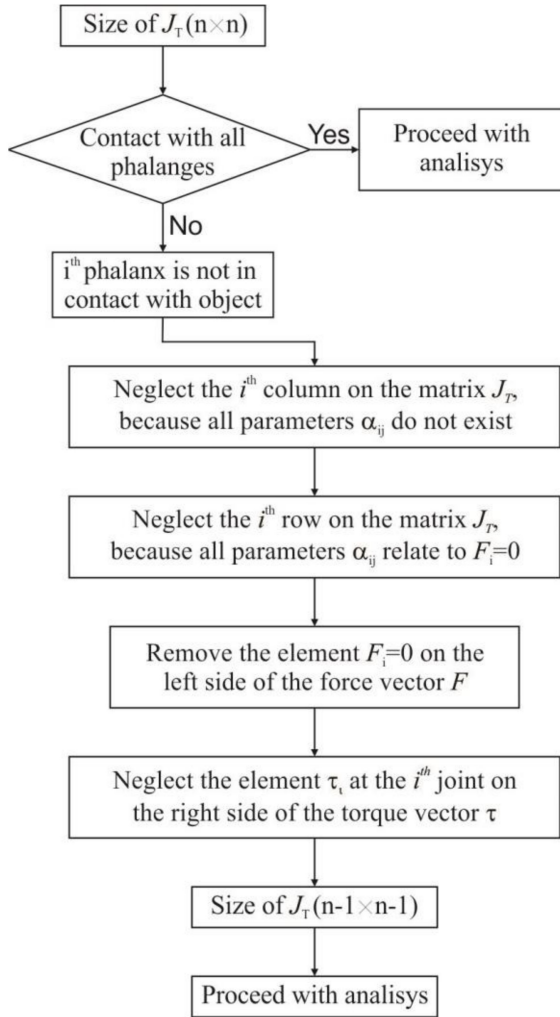 Size of J_T(n×n)
Contact with all
phalanges
Yes
Proceed with
analisys
No
i^th phalanx is not in
contact with object
Neglect the i^th column on the matrix J_T,
because all parameters α_ij do not exist
Neglect the i^th row on the matrix J_T,
because all parameters α_ij relate to F_i=0
Remove the element F_i=0 on the
left side of the force vector F
Neglect the element τ_ι at the i^th joint on
the right side of the torque vector τ
Size of J_T(n-1×n-1)
Proceed with analisys